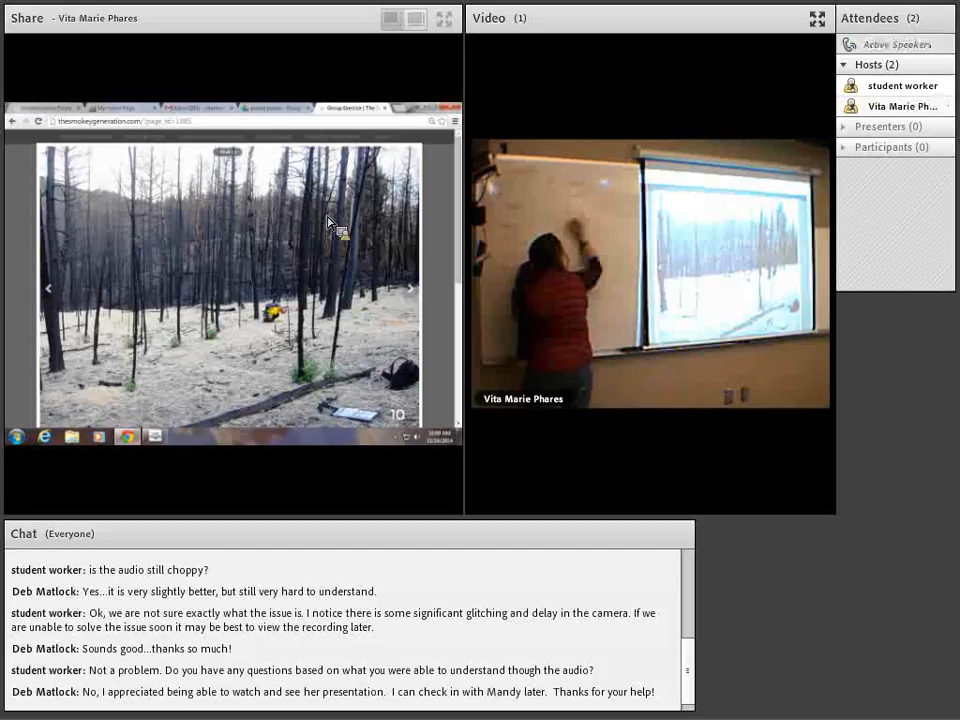 Share - Vita Marie Phares
Video (1)
Attendees (2)
Active Speakers
Hosts (2)
student worker
Vita Marie Ph...
Presenters (0)
Participants (0)
thesmokeygeneration.com/?page_id=1385
10
Vita Marie Phares
Chat (Everyone)
student worker: is the audio still choppy?
Deb Matlock: Yes...it is very slightly better, but still very hard to understand.
student worker: Ok, we are not sure exactly what the issue is. I notice there is some significant glitching and delay in the camera. If we
are unable to solve the issue soon it may be best to view the recording later.
Deb Matlock: Sounds good...thanks so much!
student worker: Not a problem. Do you have any questions based on what you were able to understand though the audio?
Deb Matlock: No, I appreciated being able to watch and see her presentation. I can check in with Mandy later. Thanks for your help!